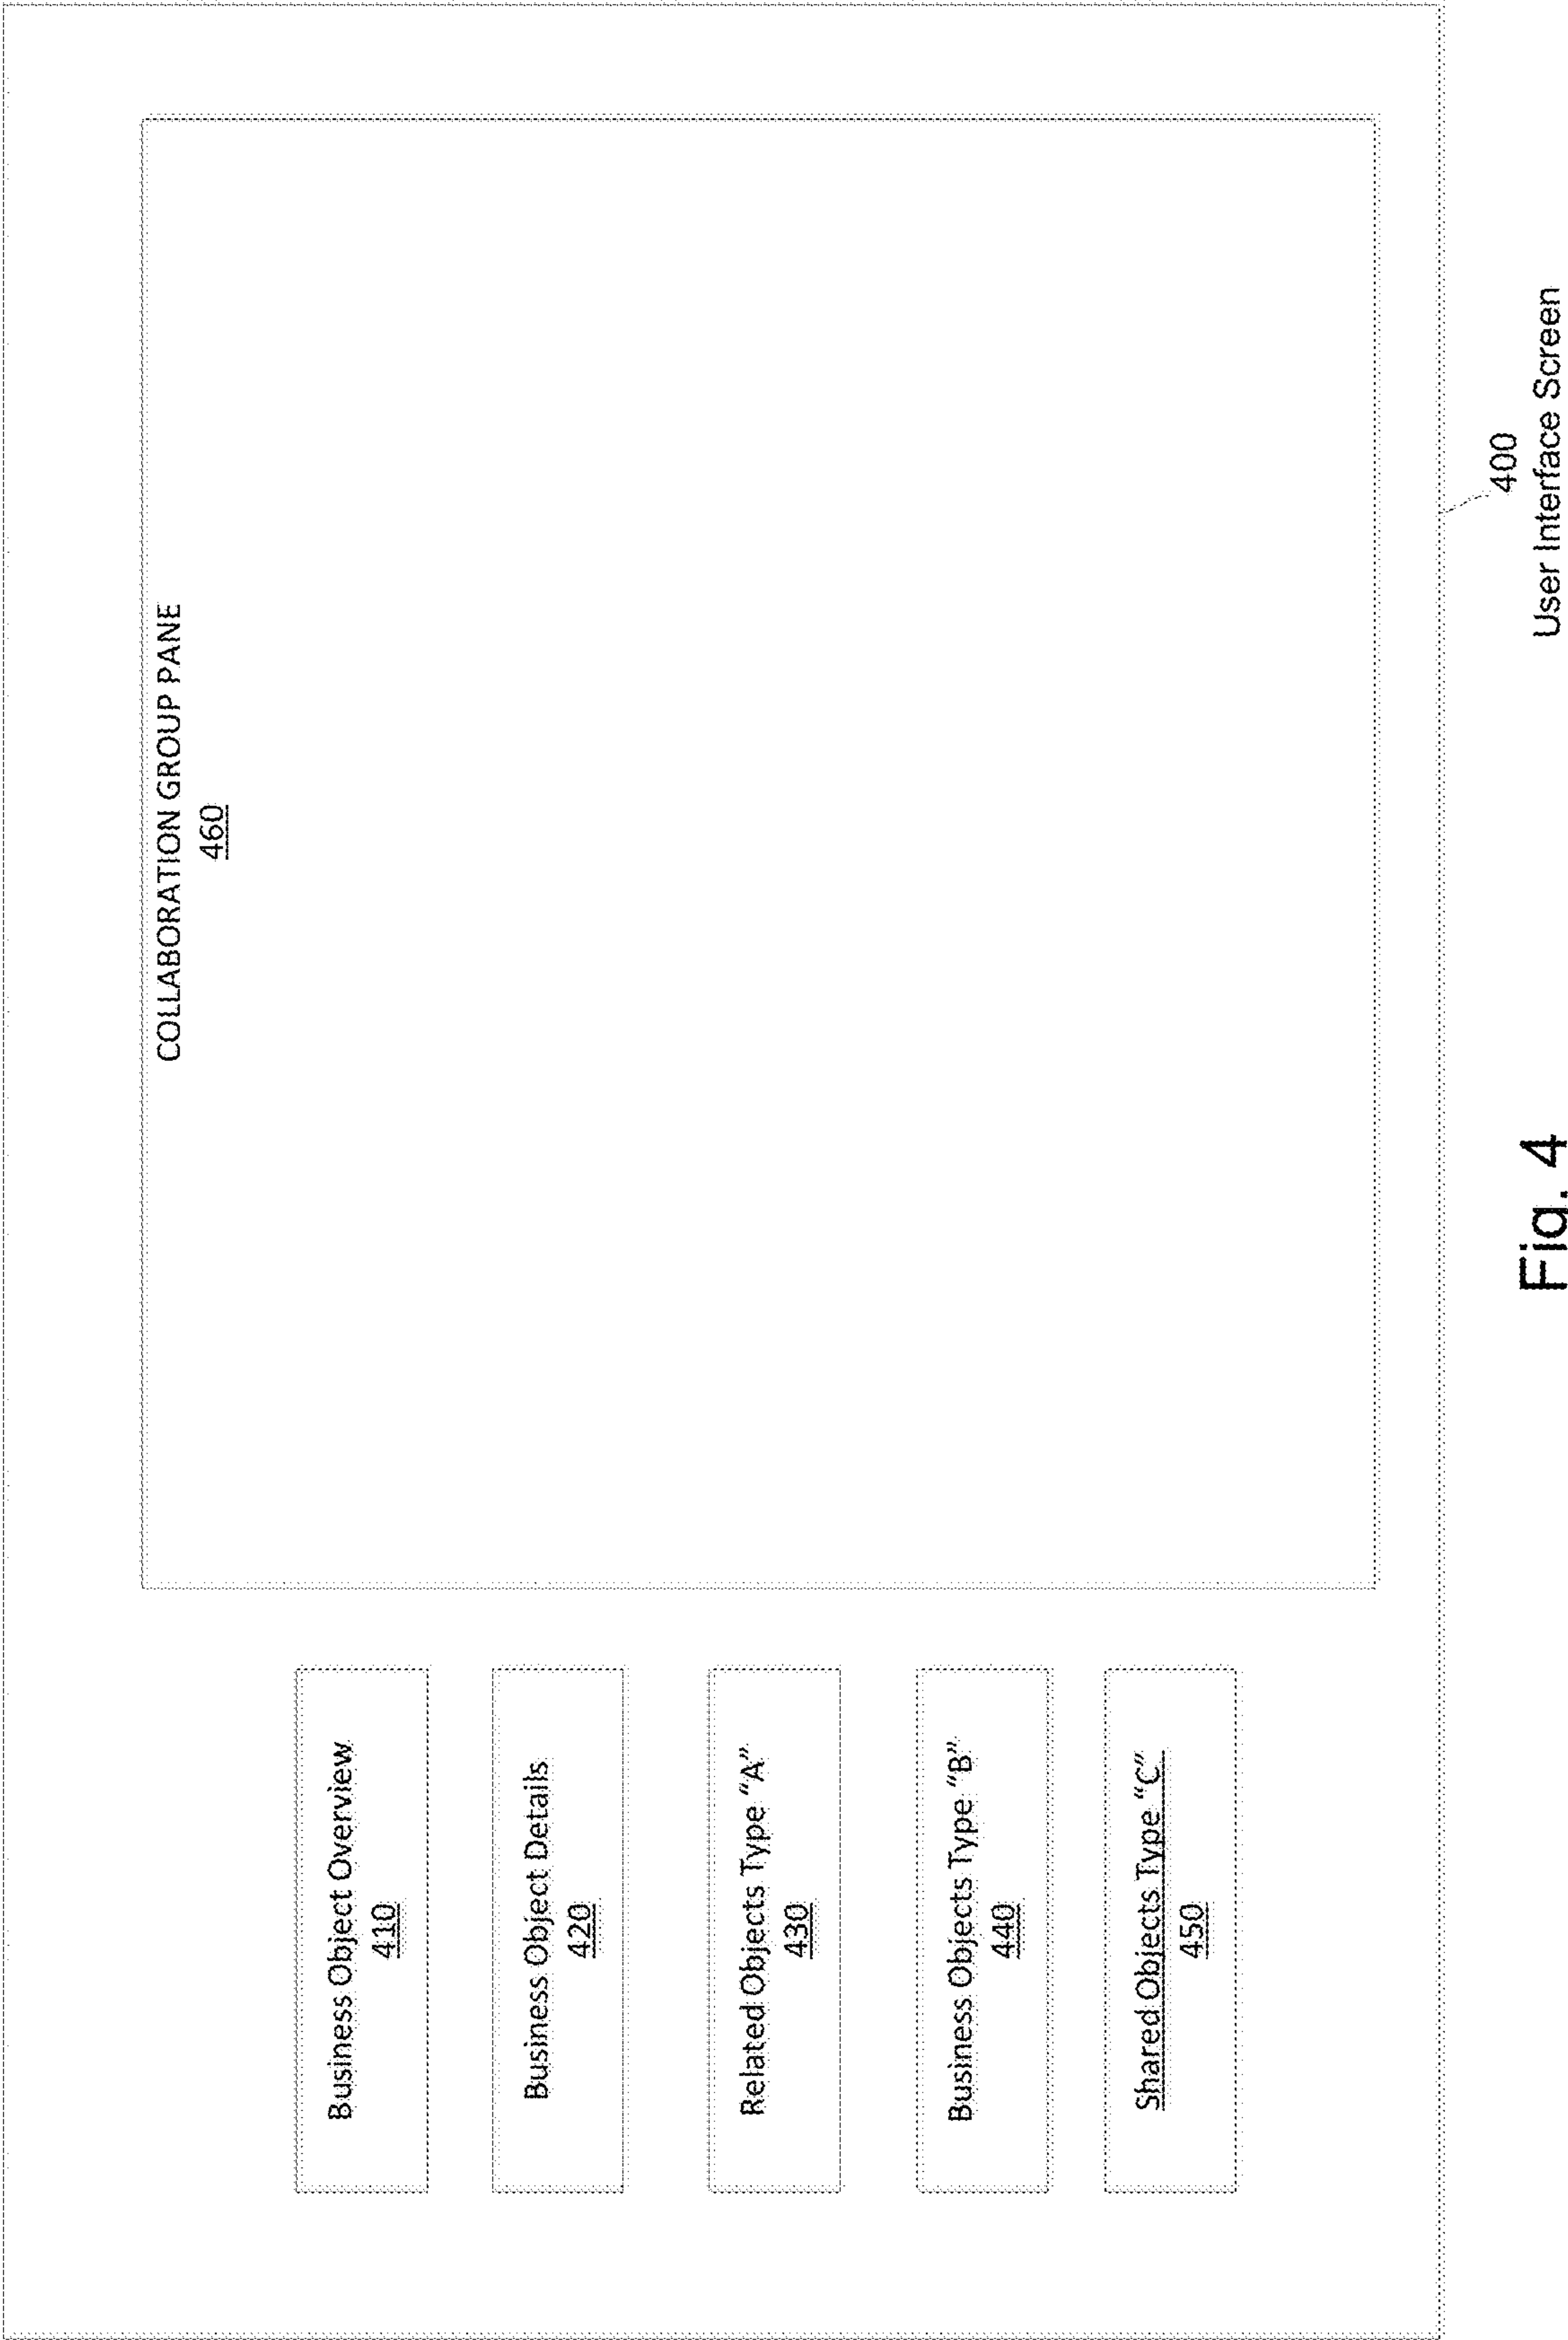 COLLABORATION GROUP PANE
460
Business Object Overview
410
Business Object Details
420
Related Objects Type “A”
430
Business Objects Type “B”
440
Shared Objects Type “C”
450
400
User Interface Screen
Fig. 4